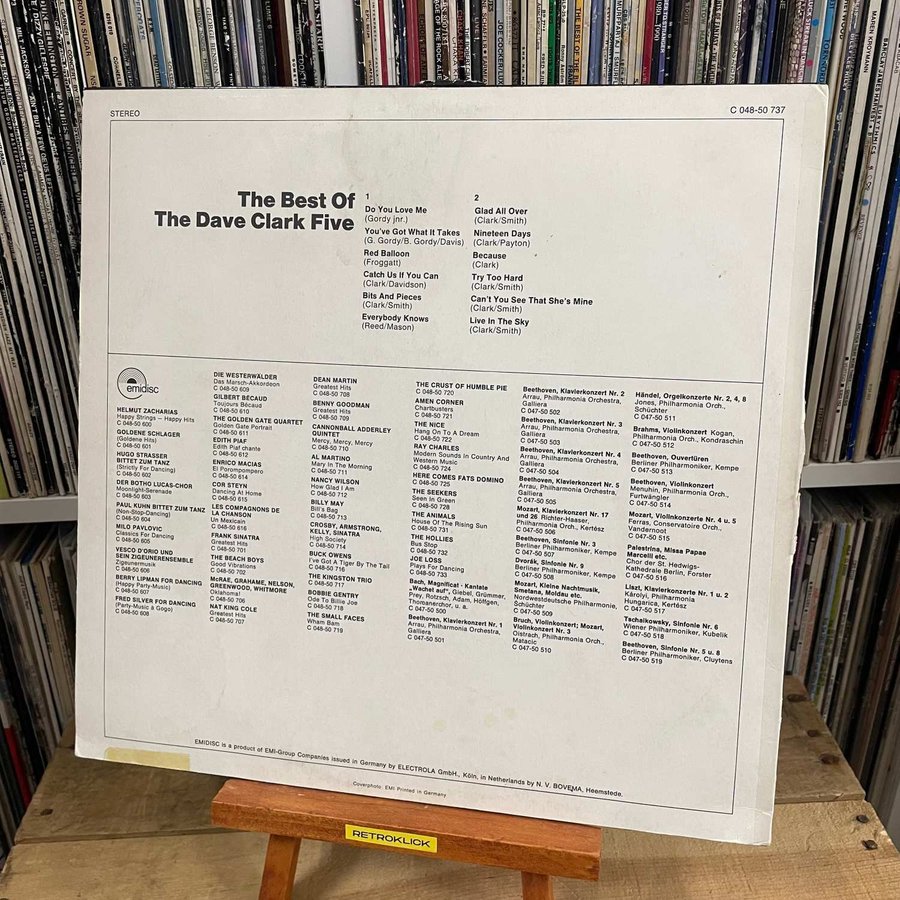 STEREO
C 048-50 737
The Best Of
The Dave Clark Five
1
Do You Love Me
(Gordy jnr.)
You've Got What It Takes
(G. Gordy/B. Gordy/Davis)
Red Balloon
(Froggatt)
Catch Us If You Can
(Clark/Davidson)
Bits And Pieces
(Clark/Smith)
Everybody Knows
(Reed/Mason)
2
Glad All Over
(Clark/Smith)
Nineteen Days
(Clark/Payton)
Because
(Clark)
Try Too Hard
(Clark/Smith)
Can't You See That She's Mine
(Clark/Smith)
Live In The Sky
(Clark/Smith)
emidisc
HELMUT ZACHARIAS
Happy Strings – Happy Hits
C 048-50 600
GOLDENE SCHLAGER
(Goldene Hits)
C 048-50 601
HUGO STRASSER
BITTET ZUM TANZ
(Strictly For Dancing)
C 048-50 602
DER BOTHO LUCAS-CHOR
Moonlight-Serenade
C 048-50 603
PAUL KUHN BITTET ZUM TANZ
(Non-Stop-Dancing)
C 048-50 604
MILO PAVLOVIC
Classics For Dancing
C 048-50 605
VESCO D'ORIO UND
SEIN ZIGEUNERENSEMBLE
Zigeunermusik
C 048-50 606
BERRY LIPMAN FOR DANCING
(Happy Party-Music)
C 048-50 607
FRED SILVER FOR DANCING
(Party-Music a Gogo)
C 048-50 608
DIE WESTERWÄLDER
Das Marsch-Akkordeon
C 048-50 609
GILBERT BÉCAUD
Toujours Bécaud
C 048-50 610
THE GOLDEN GATE QUARTET
Golden Gate Portrait
C 048-50 611
EDITH PIAF
Edith Piaf chante
C 048-50 612
ENRICO MACIAS
El Porompompero
C 048-50 614
COR STEYN
Dancing At Home
C 048-50 615
LES COMPAGNONS DE
LA CHANSON
Un Mexicain
C 048-50 616
FRANK SINATRA
Greatest Hits
C 048-50 701
THE BEACH BOYS
Good Vibrations
C 048-50 702
McRAE, GRAHAME, NELSON,
GREENWOOD, WHITMORE
Oklahoma!
C 048-50 706
NAT KING COLE
Greatest Hits
C 048-50 707
DEAN MARTIN
Greatest Hits
C 048-50 708
BENNY GOODMAN
Greatest Hits
C 048-50 709
CANNONBALL ADDERLEY
QUINTET
Mercy, Mercy, Mercy
C 048-50 710
AL MARTINO
Mary In The Morning
C 048-50 711
NANCY WILSON
How Glad I Am
C 048-50 712
BILLY MAY
Bill's Bag
C 048-50 713
CROSBY, ARMSTRONG,
KELLY, SINATRA
High Society
C 048-50 714
BUCK OWENS
I've Got A Tiger By The Tail
C 048-50 716
THE KINGSTON TRIO
C 048-50 717
BOBBIE GENTRY
Ode To Billie Joe
C 048-50 718
THE SMALL FACES
Wham Bam
C 048-50 719
THE CRUST OF HUMBLE PIE
C 048-50 720
AMEN CORNER
Chartbusters
C 048-50 721
THE NICE
Hang On To A Dream
C 048-50 722
RAY CHARLES
Modern Sounds In Country And
Western Music
C 048-50 724
HERE COMES FATS DOMINO
C 048-50 725
THE SEEKERS
Seen In Green
C 048-50 728
THE ANIMALS
House Of The Rising Sun
C 048-50 731
THE HOLLIES
Bus Stop
C 048-50 732
JOE LOSS
Plays For Dancing
C 048-50 733
Bach, Magnificat - Kantate
„Wachet auf", Giebel, Grümmer,
Prey, Rotzsch, Adam, Höffgen,
Thomanerchor, u. a.
C 047-50 500
Beethoven, Klavierkonzert Nr. 1
Arrau, Philharmonia Orchestra,
Galliera
C 047-50 501
Beethoven, Klavierkonzert Nr. 2
Arrau, Philharmonia Orchestra,
Galliera
C 047-50 502
Beethoven, Klavierkonzert Nr. 3
Arrau, Philharmonia Orchestra,
Galliera
C 047-50 503
Beethoven, Klavierkonzert Nr. 4
Arrau, Philharmonia Orchestra,
Galliera
C 047-50 504
Beethoven, Klavierkonzert Nr. 5
Arrau, Philharmonia Orchestra,
Galliera
C 047-50 505
Mozart, Klavierkonzert Nr. 17
und 26 Richter-Haaser,
Philharmonia Orch., Kertész
C 047-50 506
Beethoven, Sinfonie Nr. 3
Berliner Philharmoniker, Kempe
C 047-50 507
Dvorák, Sinfonie Nr. 9
Berliner Philharmoniker, Kempe
C 047-50 508
Mozart, Kleine Nachtmusik,
Smetana, Moldau etc.
Nordwestdeutsche Philharmonie,
Schüchter
C 047-50 509
Bruch, Violinkonzert; Mozart,
Violinkonzert Nr. 3
Oistrach, Philharmonia Orch.,
Matacic
C 047-50 510
Händel, Orgelkonzerte Nr. 2, 4, 8
Jones, Philharmonia Orch.,
Schüchter
C 047-50 511
Brahms, Violinkonzert Kogan,
Philharmonia Orch., Kondraschin
C 047-50 512
Beethoven, Ouvertüren
Berliner Philharmoniker, Kempe
C 047-50 513
Beethoven, Violinkonzert
Menuhin, Philharmonia Orch.,
Furtwängler
C 047-50 514
Mozart, Violinkonzerte Nr. 4 u. 5
Ferras, Conservatoire Orch.,
Vandernoot
C 047-50 515
Palestrina, Missa Papae
Marcelli etc.
Chor der St. Hedwigs-
Kathedrale Berlin, Forster
C 047-50 516
Liszt, Klavierkonzerte Nr. 1 u. 2
Károlyi, Philharmonia
Hungarica, Kertész
C 047-50 517
Tschaikowsky, Sinfonie Nr. 6
Wiener Philharmoniker, Kubelik
C 047-50 518
Beethoven, Sinfonie Nr. 5 u. 8
Berliner Philharmoniker, Cluytens
C 047-50 519
EMIDISC is a product of EMI-Group Companies issued in Germany by ELECTROLA GmbH., Köln, in Netherlands by N. V. BOVEMA, Heemstede.
Coverphoto: EMI Printed in Germany
RETROKLICK